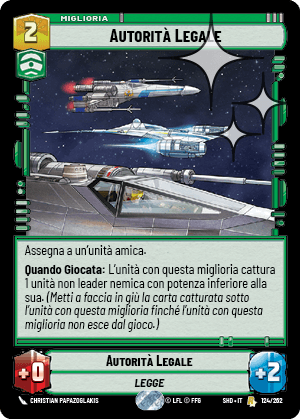 MIGLIORIA
2
AUTORITÀ LEGALE
Assegna a un'unità amica.
Quando Giocata: L'unità con questa miglioria cattura
1 unità non leader nemica con potenza inferiore alla
sua. (Metti a faccia in giù la carta catturata sotto
l'unità con questa miglioria finché l'unità con questa
miglioria non esce dal gioco.)
AUTORITÀ LEGALE
+0
+2
LEGGE
CHRISTIAN PAPAZOGLAKIS
© LFL © FFG
SHD • IT
124/262